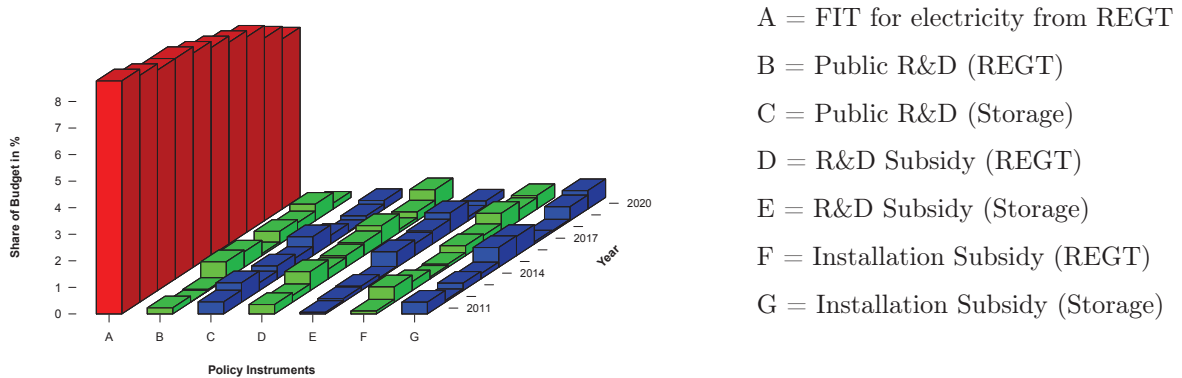 Share of Budget in %
8
7
6
5
4
3
2
1
0
A B C D E F G
Policy Instruments
2011
2014
2017
2020
Year
A = FIT for electricity from REGT
B = Public R&D (REGT)
C = Public R&D (Storage)
D = R&D Subsidy (REGT)
E = R&D Subsidy (Storage)
F = Installation Subsidy (REGT)
G = Installation Subsidy (Storage)